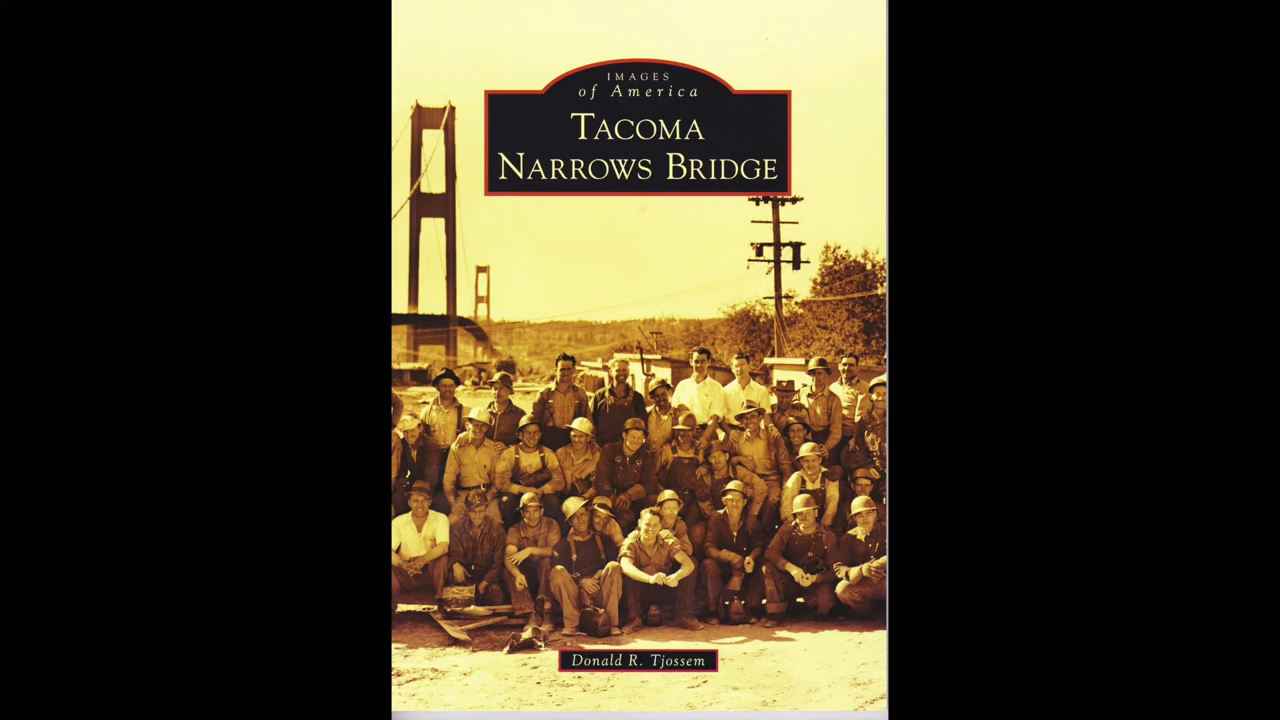 IMAGES
of America
TACOMA
NARROWS BRIDGE
Donald R. Tjossem